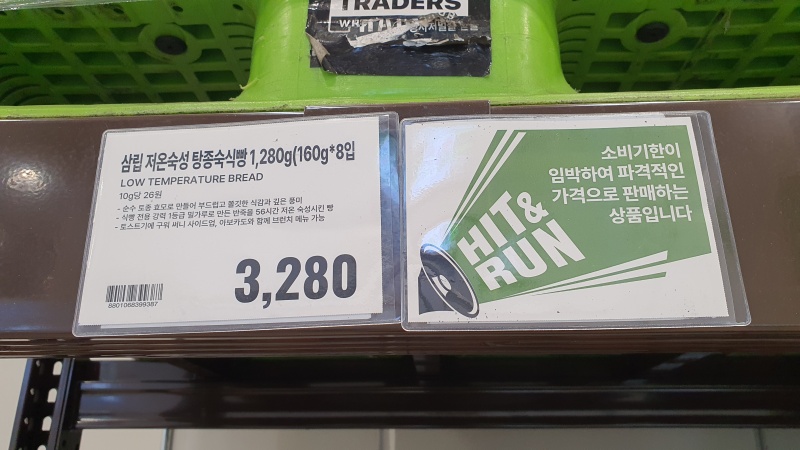 TRADERS
삼립 저온숙성 탕종숙식빵 1,280g(160g*8입
LOW TEMPERATURE BREAD
10g당 26원
- 순수 토종 효모로 만들어 부드럽고 쫄깃한 식감과 깊은 풍미
- 식빵 전용 강력 1등급 밀가루로 만든 반죽을 56시간 저온 숙성시킨 빵
- 토스트기에 구워 써니 사이드업, 아보카도와 함께 브런치 메뉴 가능
3,280
8801068399387
HIT&
RUN
소비기한이
임박하여 파격적인
가격으로 판매하는
상품입니다